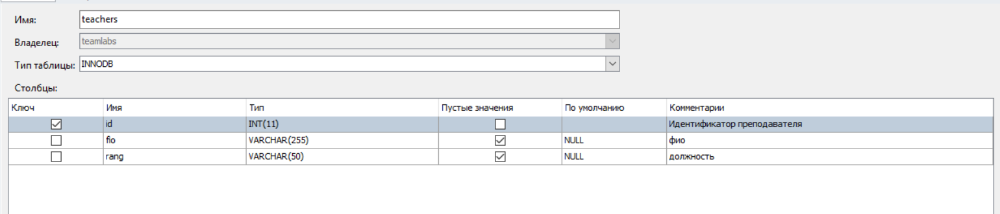 Имя: teachers
Владелец: teamlabs
Тип таблицы: INNODB
Столбцы:
Ключ Имя Тип Пустые значения По умолчанию Комментарии
id INT(11) Идентификатор преподавателя
fio VARCHAR(255) NULL фио
rang VARCHAR(50) NULL должность